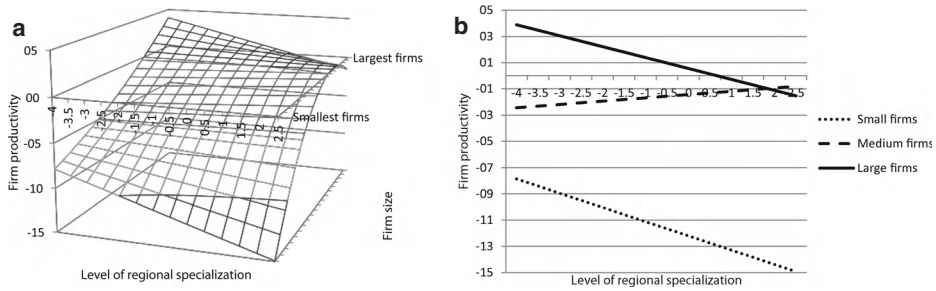 a
05
00
-05
-10
-15
Firm productivity
-4
-3.5
-3
-2.5
-2
-1.5
-1
-0.5
0
0.5
1
1.5
2
2.5
Largest firms
Smallest firms
Firm size
Level of regional specialization
b
05
03
01
-01
-03
-05
-07
-09
-11
-13
-15
Firm productivity
-4 -3.5 -3 -2.5 -2 -1.5 -1 -0.5 0 0.5 1 1.5 2 2.5
Level of regional specialization
Small firms
Medium firms
Large firms